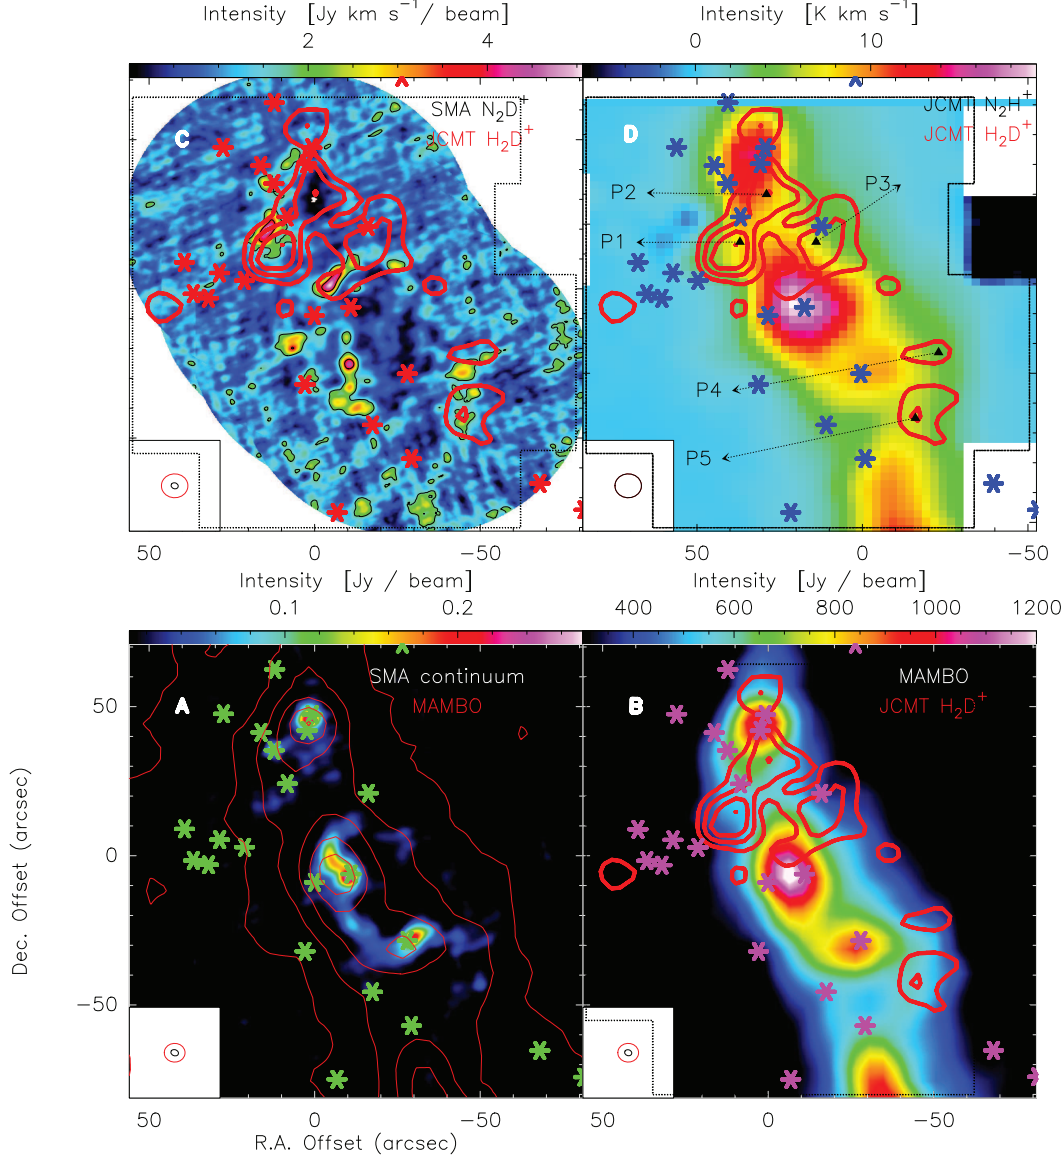 Intensity [Jy km s⁻¹/ beam]
2 4
Intensity [K km s⁻¹]
0 10
C
SMA N₂D⁺
JCMT H₂D⁺
D
JCMT N₂H⁺
JCMT H₂D⁺
P2
P3
P1
P4
P5
50 0 −50
0 −50
Intensity [Jy / beam]
0.1 0.2
Intensity [Jy / beam]
400 600 800 1000 1200
A
SMA continuum
MAMBO
B
MAMBO
JCMT H₂D⁺
50
0
−50
Dec. Offset (arcsec)
50 0 −50
0 −50
R.A. Offset (arcsec)